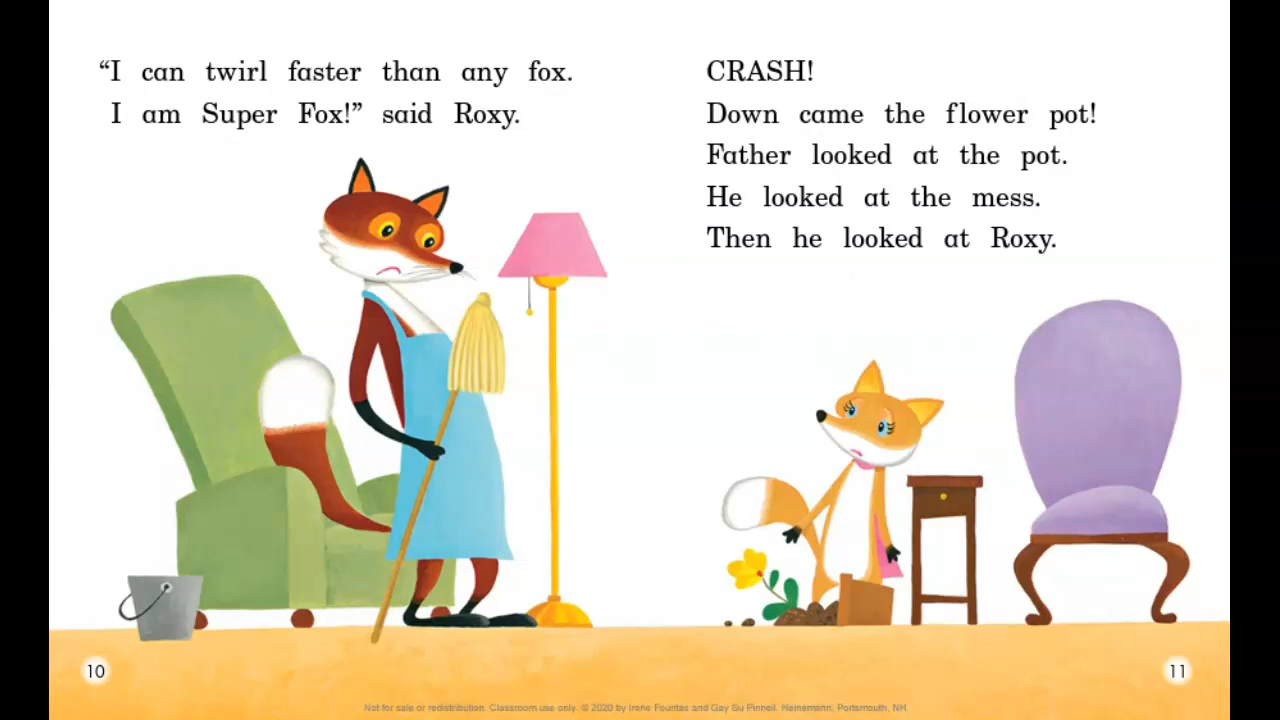 “I can twirl faster than any fox.
I am Super Fox!” said Roxy.
CRASH!
Down came the flower pot!
Father looked at the pot.
He looked at the mess.
Then he looked at Roxy.
10
11
Not for sale or redistribution. Classroom use only. © 2020 by Irene Fountas and Gay Su Pinnell. Heinemann, Portsmouth, NH